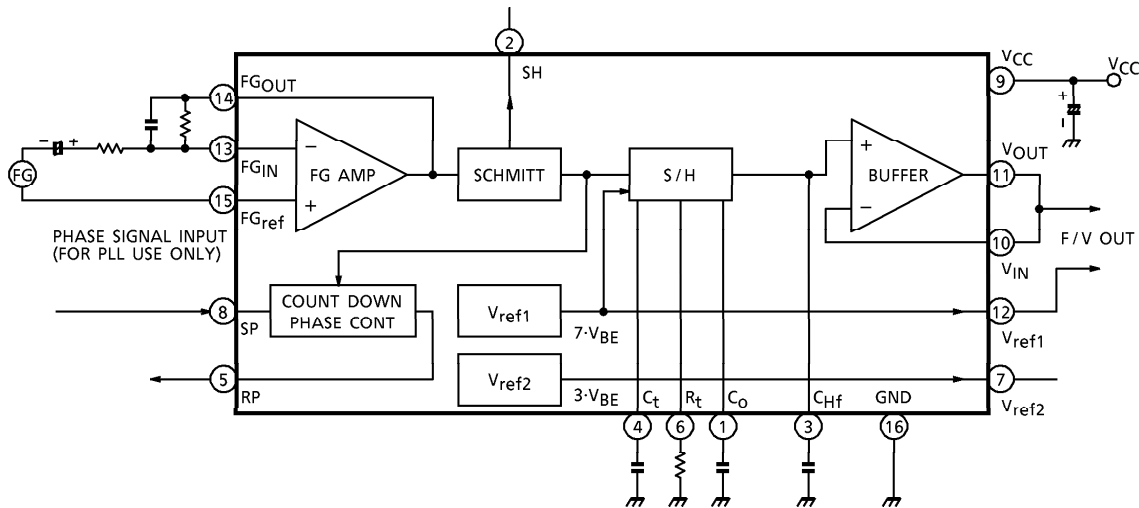 2
SH
VCC
9
VCC
+
-
14
FGOUT
- +
13
FGIN
FG
15
FGref
-
FG AMP
+
SCHMITT
S/H
+
BUFFER
-
VOUT
11
10
VIN
F/V OUT
PHASE SIGNAL INPUT
(FOR PLL USE ONLY)
8
SP
COUNT DOWN
PHASE CONT
Vref1
7·VBE
12
Vref1
5
RP
Vref2
3·VBE
7
Vref2
Ct
Rt
Co
CHf
GND
4
6
1
3
16